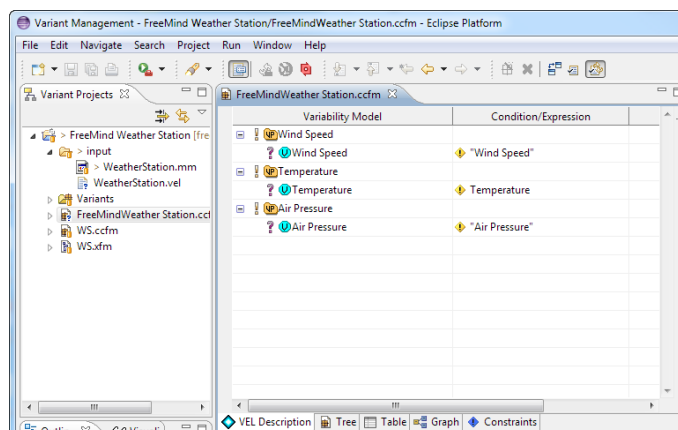 Variant Management - FreeMind Weather Station/FreeMindWeather Station.ccfm - Eclipse Platform
File Edit Navigate Search Project Run Window Help
Variant Projects
FreeMindWeather Station.ccfm
> FreeMind Weather Station [fre
> input
> WeatherStation.mm
WeatherStation.vel
Variants
FreeMindWeather Station.ccf
WS.ccfm
WS.xfm
Variability Model Condition/Expression
! VP Wind Speed
? U Wind Speed "Wind Speed"
! VP Temperature
? U Temperature Temperature
! VP Air Pressure
? U Air Pressure "Air Pressure"
VEL Description Tree Table Graph Constraints